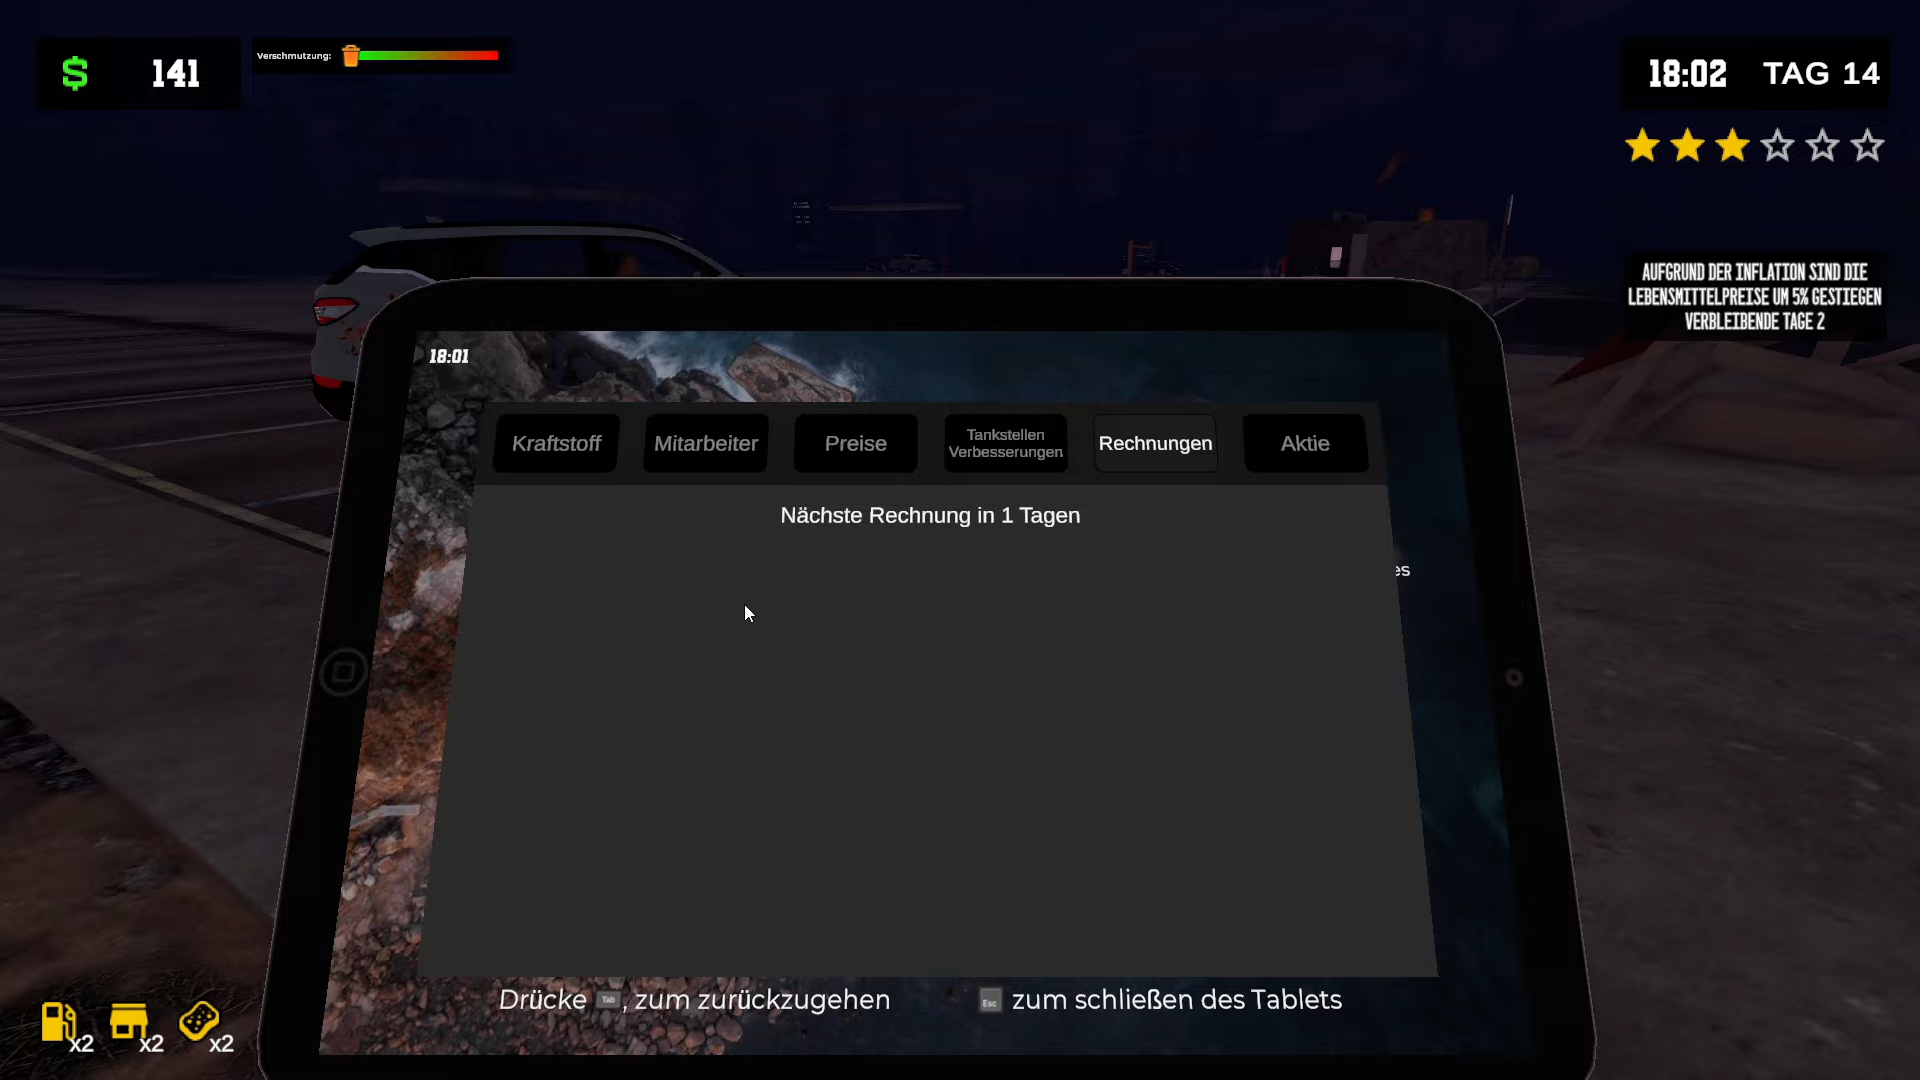 141
Verschmutzung:
18:02 TAG 14
AUFGRUND DER INFLATION SIND DIE
LEBENSMITTELPREISE UM 5% GESTIEGEN
VERBLEIBENDE TAGE 2
18:01
Kraftstoff
Mitarbeiter
Preise
Tankstellen
Verbesserungen
Rechnungen
Aktie
Nächste Rechnung in 1 Tagen
es
Drücke Tab, zum zurückzugehen
Esc zum schließen des Tablets
x2
x2
x2